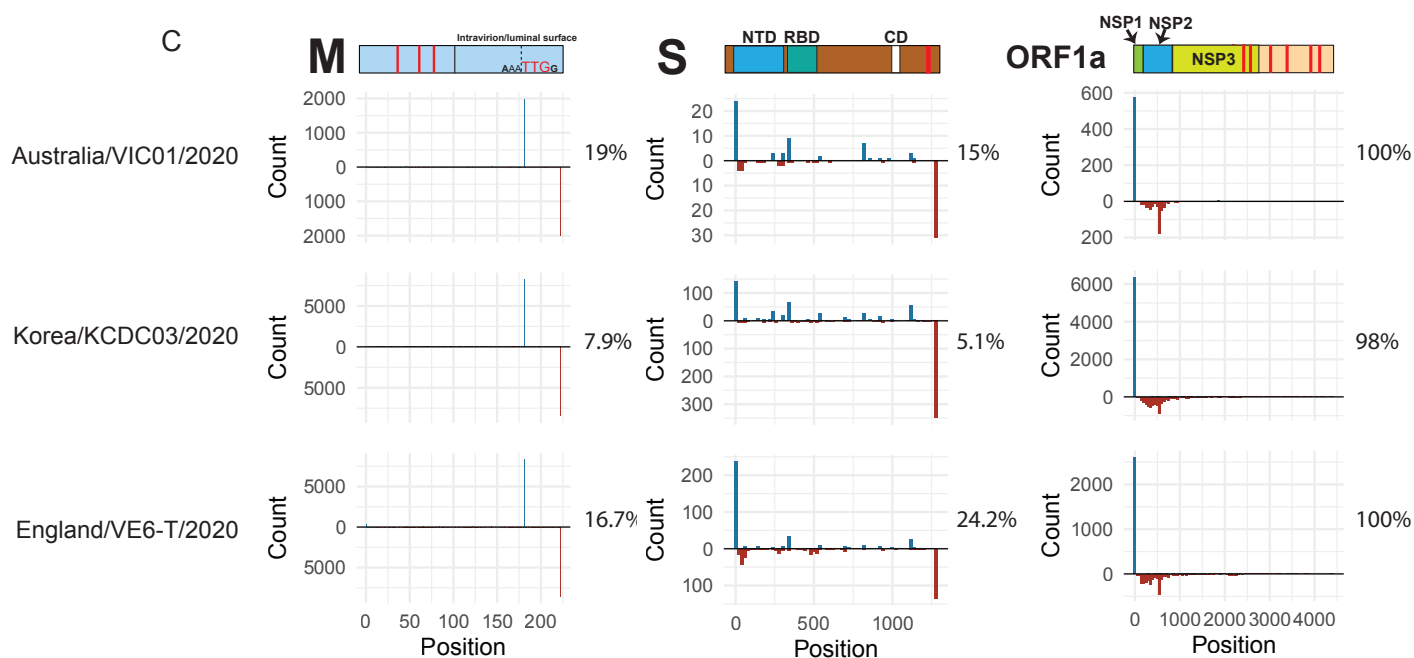 C
M
Intravirion/luminal surface
AAATTGG
S
NTD RBD CD
ORF1a
NSP1
NSP2
NSP3
Australia/VIC01/2020
Count
2000
1000
0
1000
2000
19%
Count
20
10
0
10
20
30
15%
Count
600
400
200
0
200
100%
Korea/KCDC03/2020
Count
5000
0
5000
7.9%
Count
100
0
100
200
300
5.1%
Count
6000
4000
2000
0
98%
England/VE6-T/2020
Count
5000
0
5000
16.7%
Count
200
100
0
100
24.2%
Count
2000
1000
0
100%
0 50 100 150 200
Position
0 500 1000
Position
0 1000 2000 3000 4000
Position